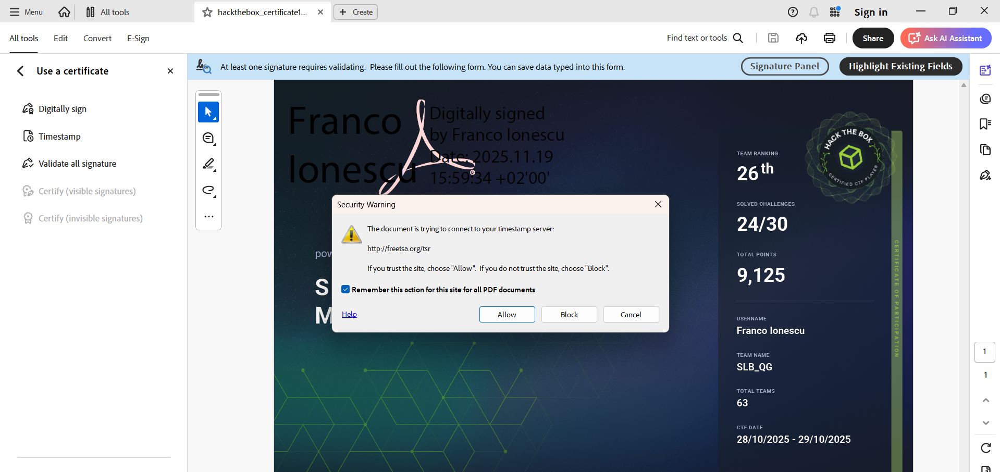 Menu
All tools
hackthebox_certificate1....
Create
Sign in
All tools
Edit
Convert
E-Sign
Find text or tools
Share
Ask AI Assistant
Use a certificate
At least one signature requires validating.  Please fill out the following form. You can save data typed into this form.
Signature Panel
Highlight Existing Fields
Digitally sign
Timestamp
Validate all signature
Certify (visible signatures)
Certify (invisible signatures)
Franco
Ionescu
Digitally signed
by Franco Ionescu
Date: 2025.11.19
15:59:34 +02'00'
®
HACK THE BOX
CERTIFIED CTF PLAYER
TEAM RANKING
26th
SOLVED CHALLENGES
24/30
TOTAL POINTS
9,125
USERNAME
Franco Ionescu
TEAM NAME
SLB_QG
TOTAL TEAMS
63
CTF DATE
28/10/2025 - 29/10/2025
CERTIFICATE OF PARTICIPATION
Security Warning
The document is trying to connect to your timestamp server:
http://freetsa.org/tsr
If you trust the site, choose "Allow".  If you do not trust the site, choose "Block".
Remember this action for this site for all PDF documents
Help
Allow
Block
Cancel
1
1